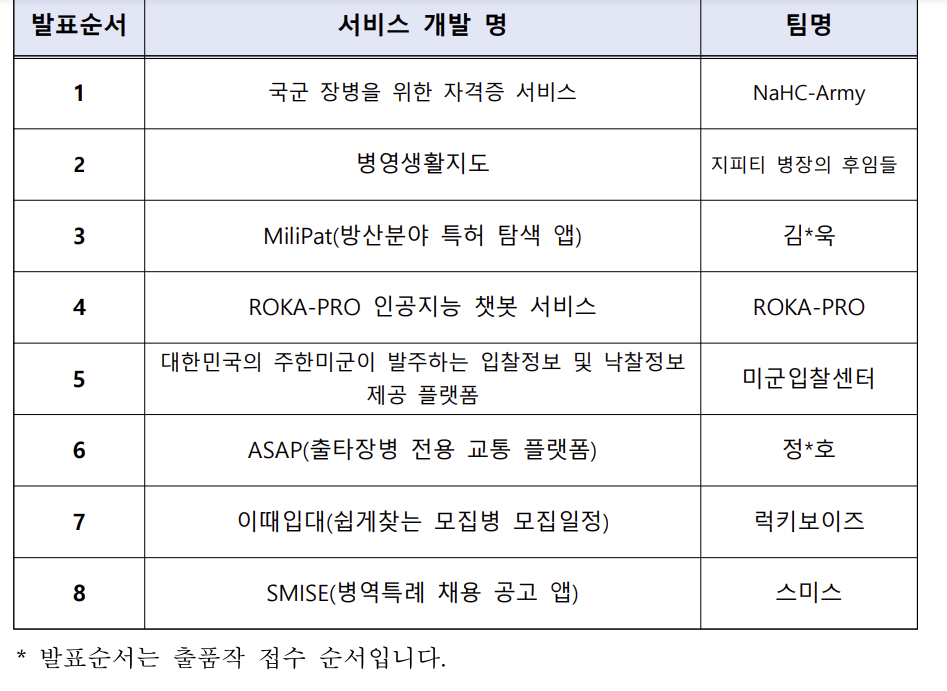 발표순서 서비스 개발 명 팀명
1 국군 장병을 위한 자격증 서비스 NaHC-Army
2 병영생활지도 지피티 병장의 후임들
3 MiliPat(방산분야 특허 탐색 앱) 김*욱
4 ROKA-PRO 인공지능 챗봇 서비스 ROKA-PRO
5 대한민국의 주한미군이 발주하는 입찰정보 및 낙찰정보
제공 플랫폼 미군입찰센터
6 ASAP(출타장병 전용 교통 플랫폼) 정*호
7 이때입대(쉽게찾는 모집병 모집일정) 럭키보이즈
8 SMISE(병역특례 채용 공고 앱) 스미스
* 발표순서는 출품작 접수 순서입니다.